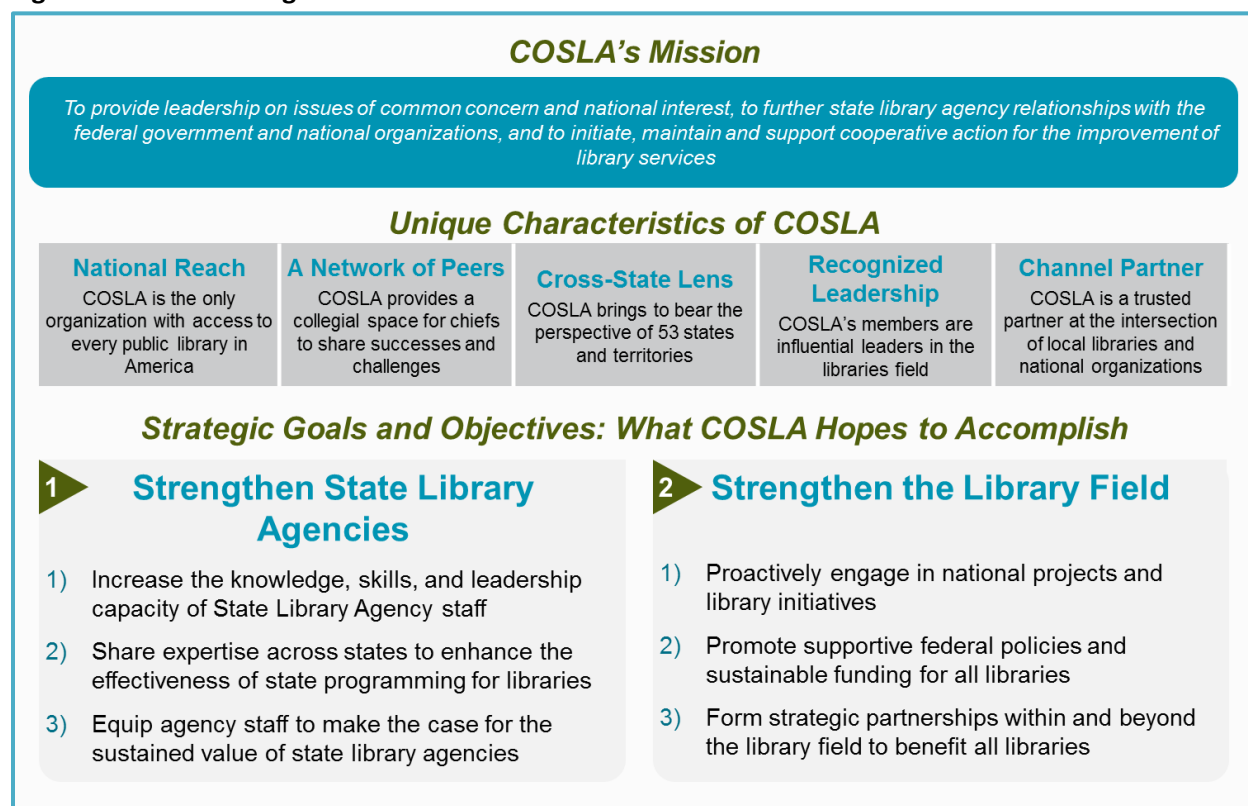 COSLA's Mission
To provide leadership on issues of common concern and national interest, to further state library agency relationships with the
federal government and national organizations, and to initiate, maintain and support cooperative action for the improvement of
library services
Unique Characteristics of COSLA
National Reach
COSLA is the only
organization with access to
every public library in
America
A Network of Peers
COSLA provides a
collegial space for chiefs
to share successes and
challenges
Cross-State Lens
COSLA brings to bear the
perspective of 53 states
and territories
Recognized
Leadership
COSLA's members are
influential leaders in the
libraries field
Channel Partner
COSLA is a trusted
partner at the intersection
of local libraries and
national organizations
Strategic Goals and Objectives: What COSLA Hopes to Accomplish
1 Strengthen State Library
Agencies
1) Increase the knowledge, skills, and leadership
capacity of State Library Agency staff
2) Share expertise across states to enhance the
effectiveness of state programming for libraries
3) Equip agency staff to make the case for the
sustained value of state library agencies
2 Strengthen the Library Field
1) Proactively engage in national projects and
library initiatives
2) Promote supportive federal policies and
sustainable funding for all libraries
3) Form strategic partnerships within and beyond
the library field to benefit all libraries